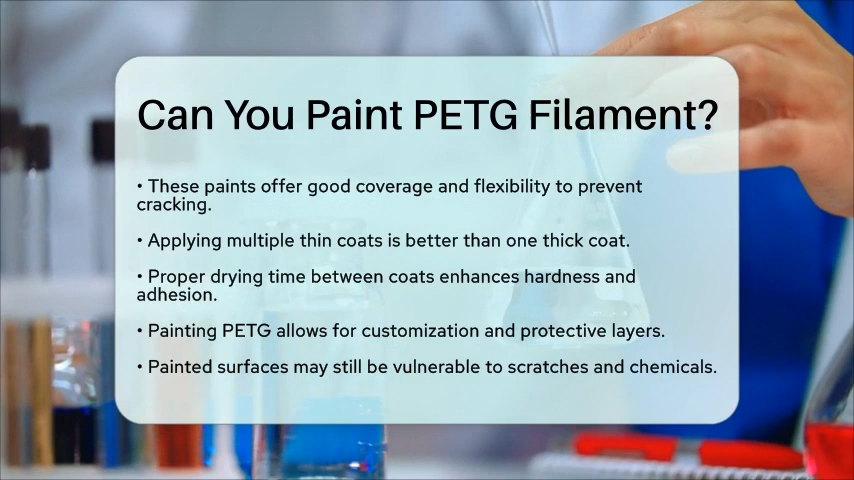 Can You Paint PETG Filament?
• These paints offer good coverage and flexibility to prevent
cracking.
• Applying multiple thin coats is better than one thick coat.
• Proper drying time between coats enhances hardness and
adhesion.
• Painting PETG allows for customization and protective layers.
• Painted surfaces may still be vulnerable to scratches and chemicals.